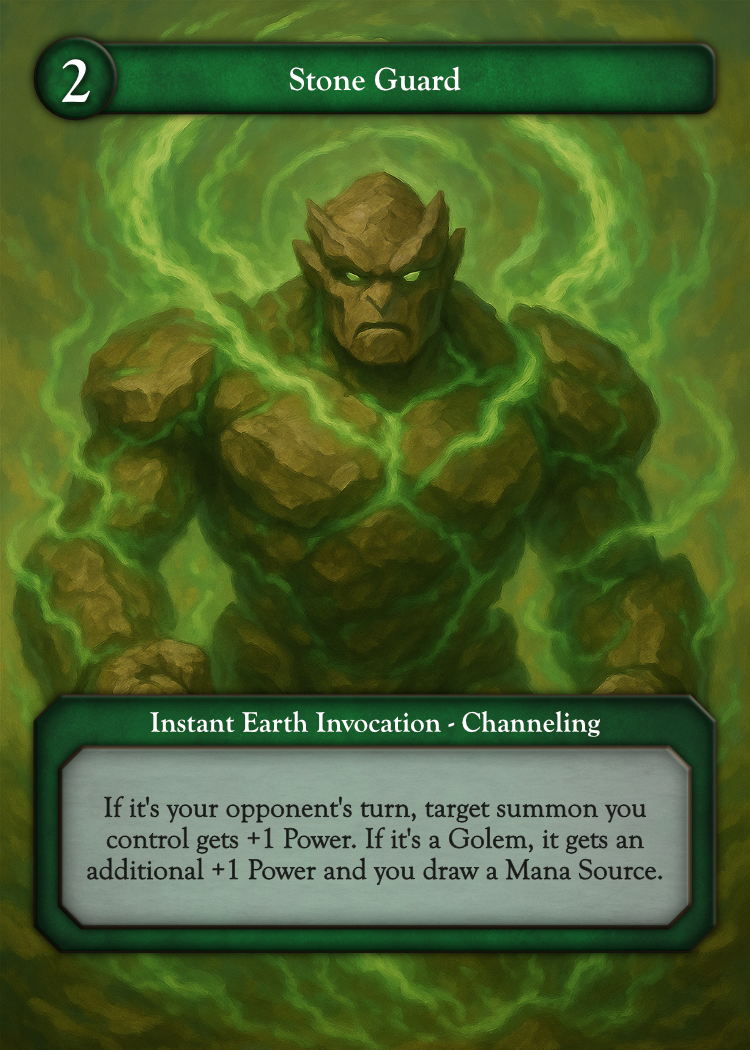 2
Stone Guard
Instant Earth Invocation - Channeling
If it's your opponent's turn, target summon you
control gets +1 Power. If it's a Golem, it gets an
additional +1 Power and you draw a Mana Source.